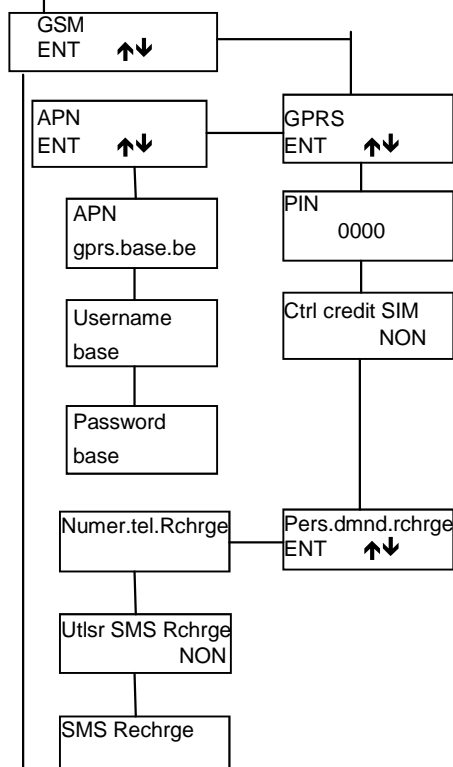 GSM
ENT ↑↓
APN
ENT ↑↓
GPRS
ENT ↑↓
APN
gprs.base.be
PIN
0000
Username
base
Ctrl credit SIM
NON
Password
base
Numer.tel.Rchrge
Pers.dmnd.rchrge
ENT ↑↓
Utlsr SMS Rchrge
NON
SMS Rechrge